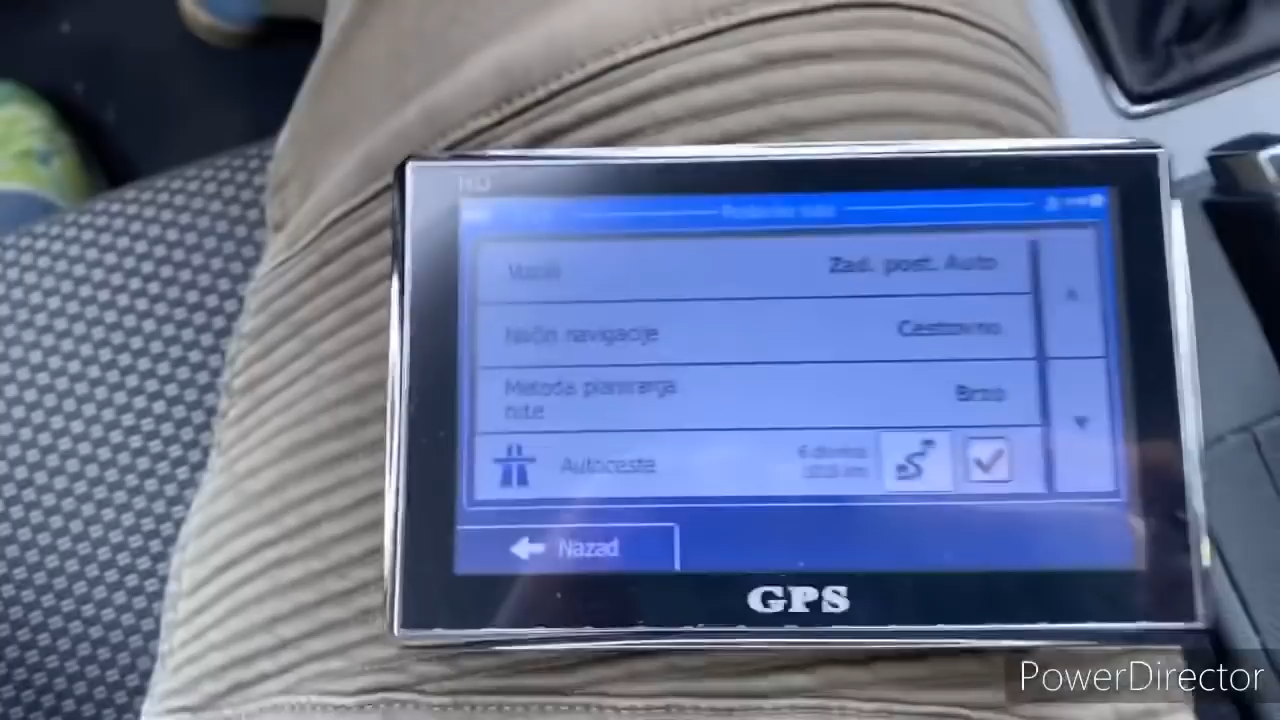 Zad. post. Auto
Način navigacije
Cestovno
Metoda planiranja
rute
Brzo
Autoceste
Nazad
GPS
PowerDirector